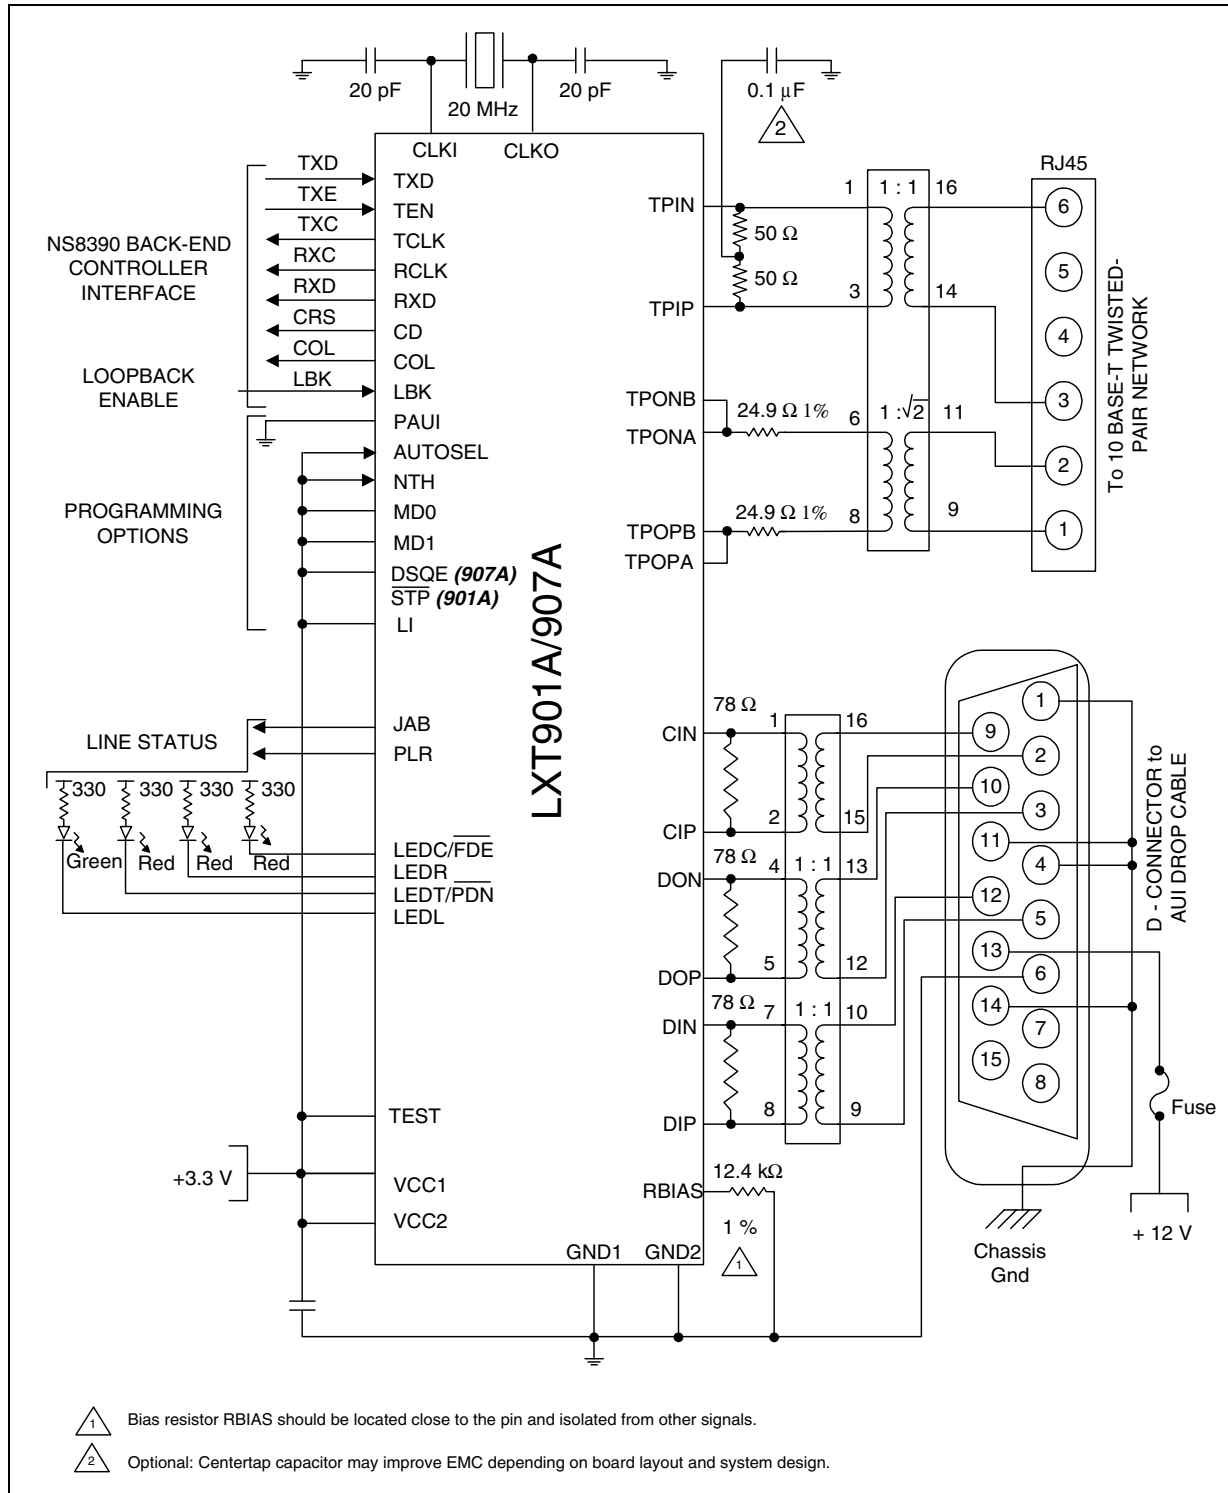 20 pF
20 MHz
20 pF
0.1 µF
2
CLKI
CLKO
NS8390 BACK-END
CONTROLLER
INTERFACE
TXD
TXE
TXC
RXC
RXD
CRS
COL
LBK
LOOPBACK
ENABLE
PROGRAMMING
OPTIONS
TXD
TEN
TCLK
RCLK
RXD
CD
COL
LBK
PAUI
AUTOSEL
NTH
MD0
MD1
DSQE (907A)
STP (901A)
LI
LXT901A/907A
LINE STATUS
JAB
PLR
330
330
330
330
Green
Red
Red
Red
LEDC/FDE
LEDR
LEDT/PDN
LEDL
TEST
+3.3 V
VCC1
VCC2
GND1
GND2
TPIN
TPIP
50 Ω
50 Ω
1
1 : 1
16
3
14
TPONB
TPONA
24.9 Ω 1%
6
1 :√2
11
TPOPB
TPOPA
24.9 Ω 1%
8
9
RJ45
6
5
4
3
2
1
To 10 BASE-T TWISTED-
PAIR NETWORK
CIN
78 Ω
1
16
CIP
2
15
DON
78 Ω
4
1 : 1
13
DOP
5
12
DIN
78 Ω
7
1 : 1
10
DIP
8
9
RBIAS
12.4 kΩ
1 %
1
1
9
2
10
3
11
4
12
5
13
6
14
7
15
8
D - CONNECTOR to
AUI DROP CABLE
Fuse
+ 12 V
Chassis
Gnd
1 Bias resistor RBIAS should be located close to the pin and isolated from other signals.
2 Optional: Centertap capacitor may improve EMC depending on board layout and system design.